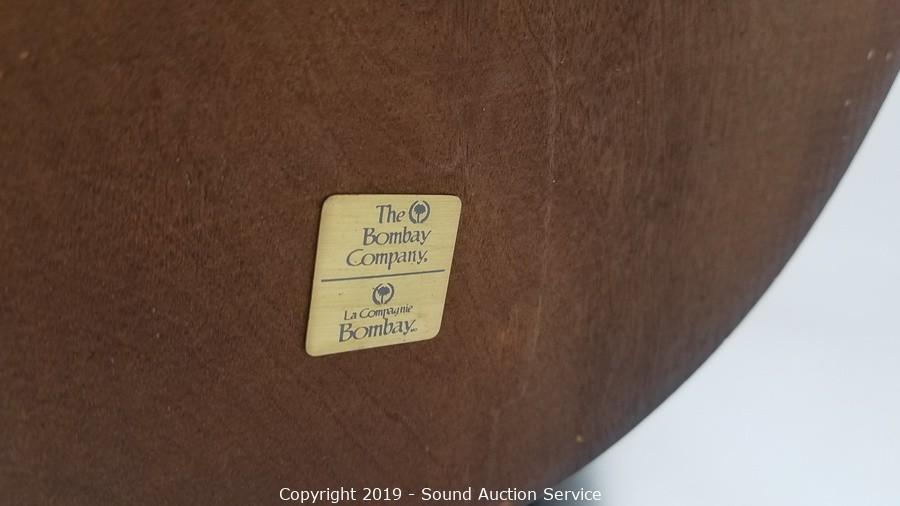 The
Bombay
Company.
La Compagnie
Bombay
Copyright 2019 - Sound Auction Service